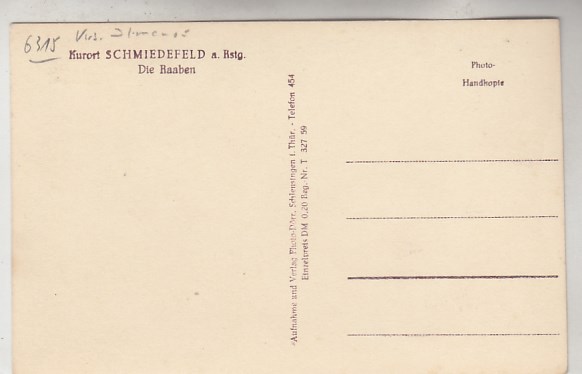 6315
Kurort SCHMIEDEFELD a. Rstg.
Die Raaben
Photo-
Handkopie
Aufnahme und Verlag Photo-Dörr, Schleusingen i. Thür. - Telefon 454
Einzelpreis DM 0,20 Reg. Nr. T 327 59